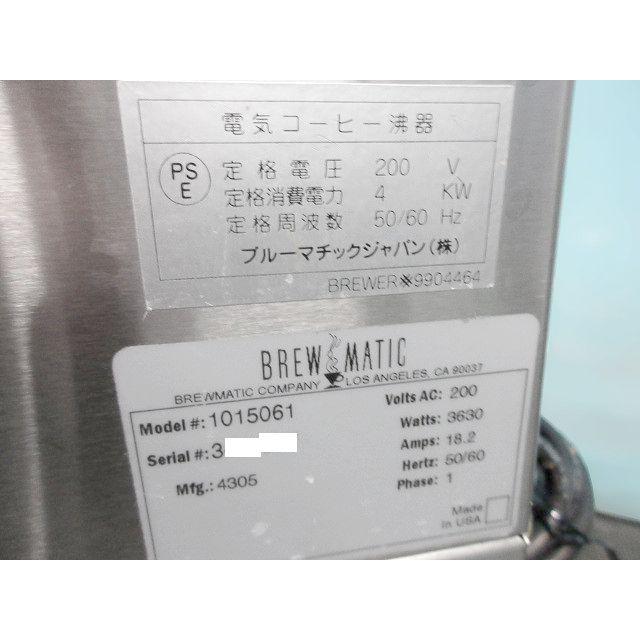 電気コーヒー沸器
PS
E
定格電圧 200 V
定格消費電力 4 KW
定格周波数 50/60 Hz
ブルーマチックジャパン(株)
BREWER※9904464
BREW MATIC
BREWMATIC COMPANY LOS ANGELES, CA 90037
Model #: 1015061
Serial #: 3
Mfg.: 4305
Volts AC: 200
Watts: 3630
Amps: 18.2
Hertz: 50/60
Phase: 1
Made
In USA